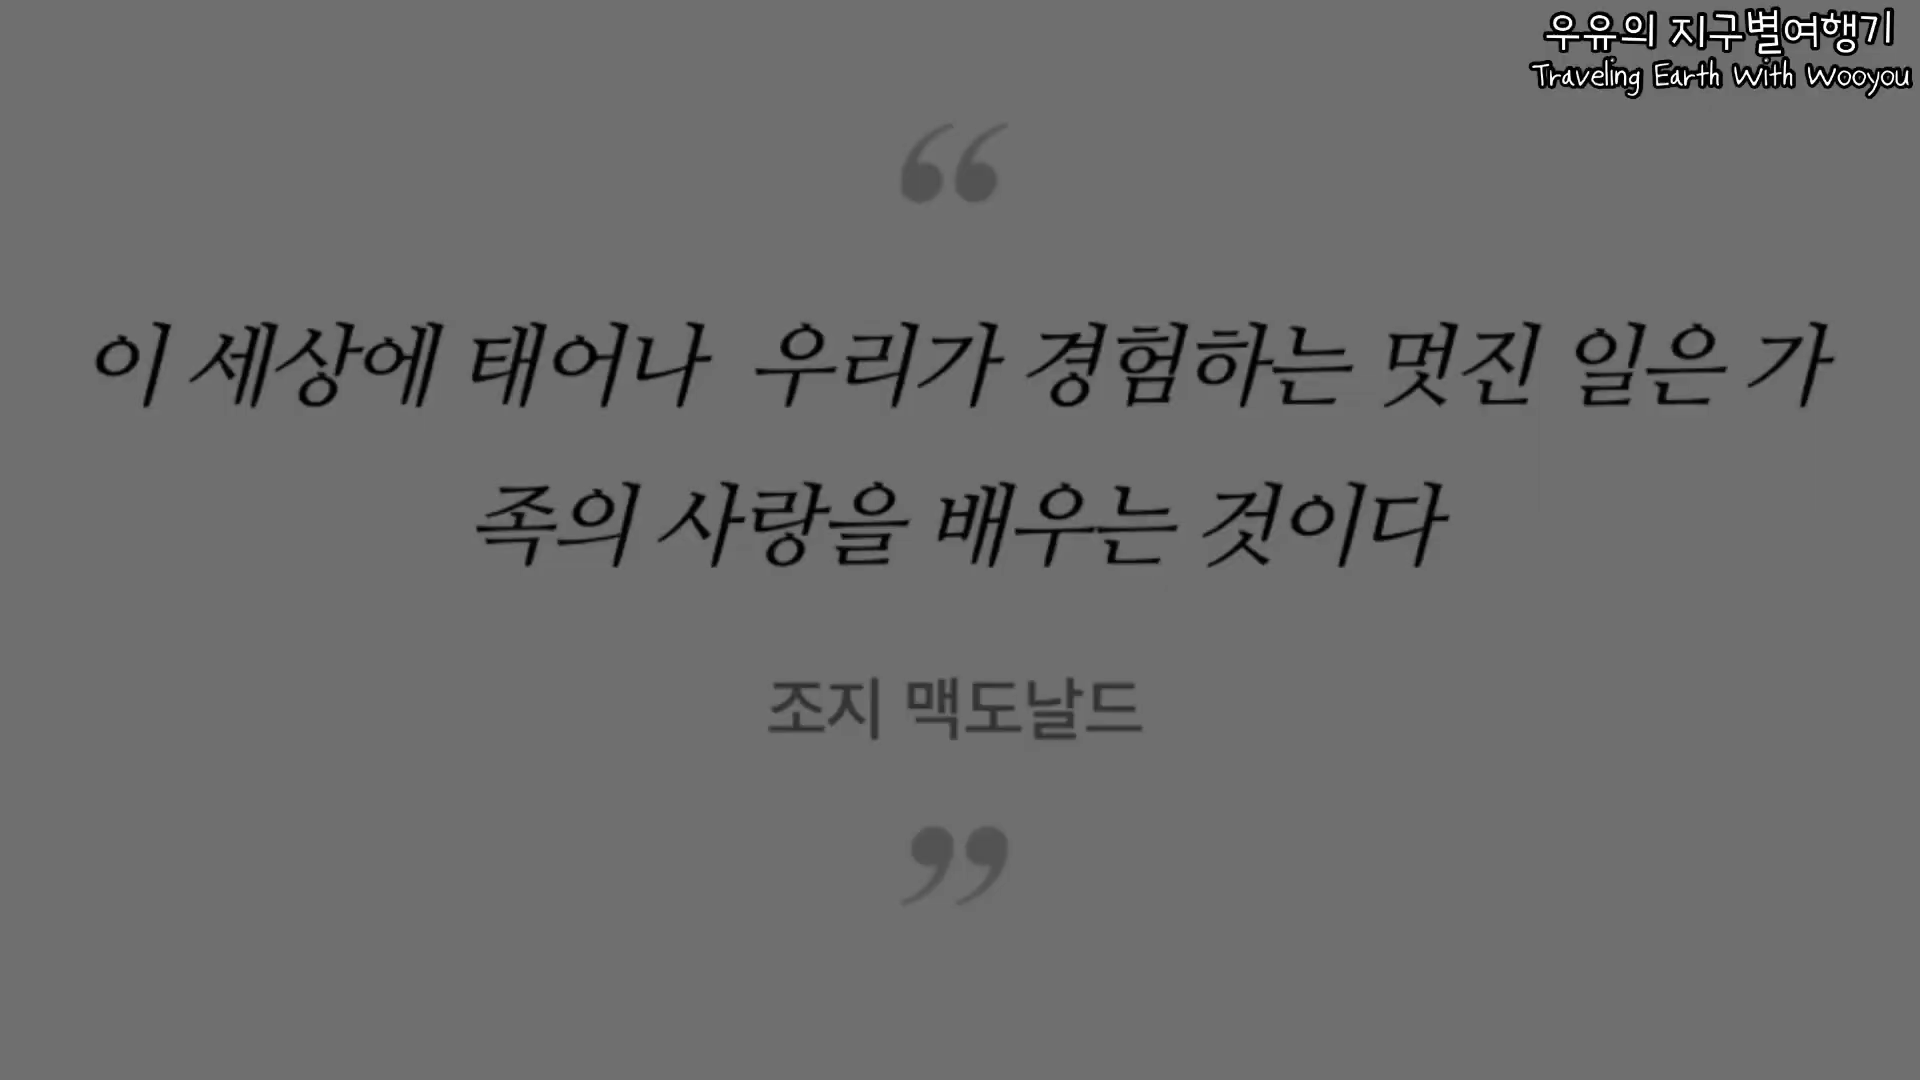 우유의 지구별여행기
Traveling Earth With Wooyou
“
이 세상에 태어나 우리가 경험하는 멋진 일은 가
족의 사랑을 배우는 것이다
조지 맥도날드
”